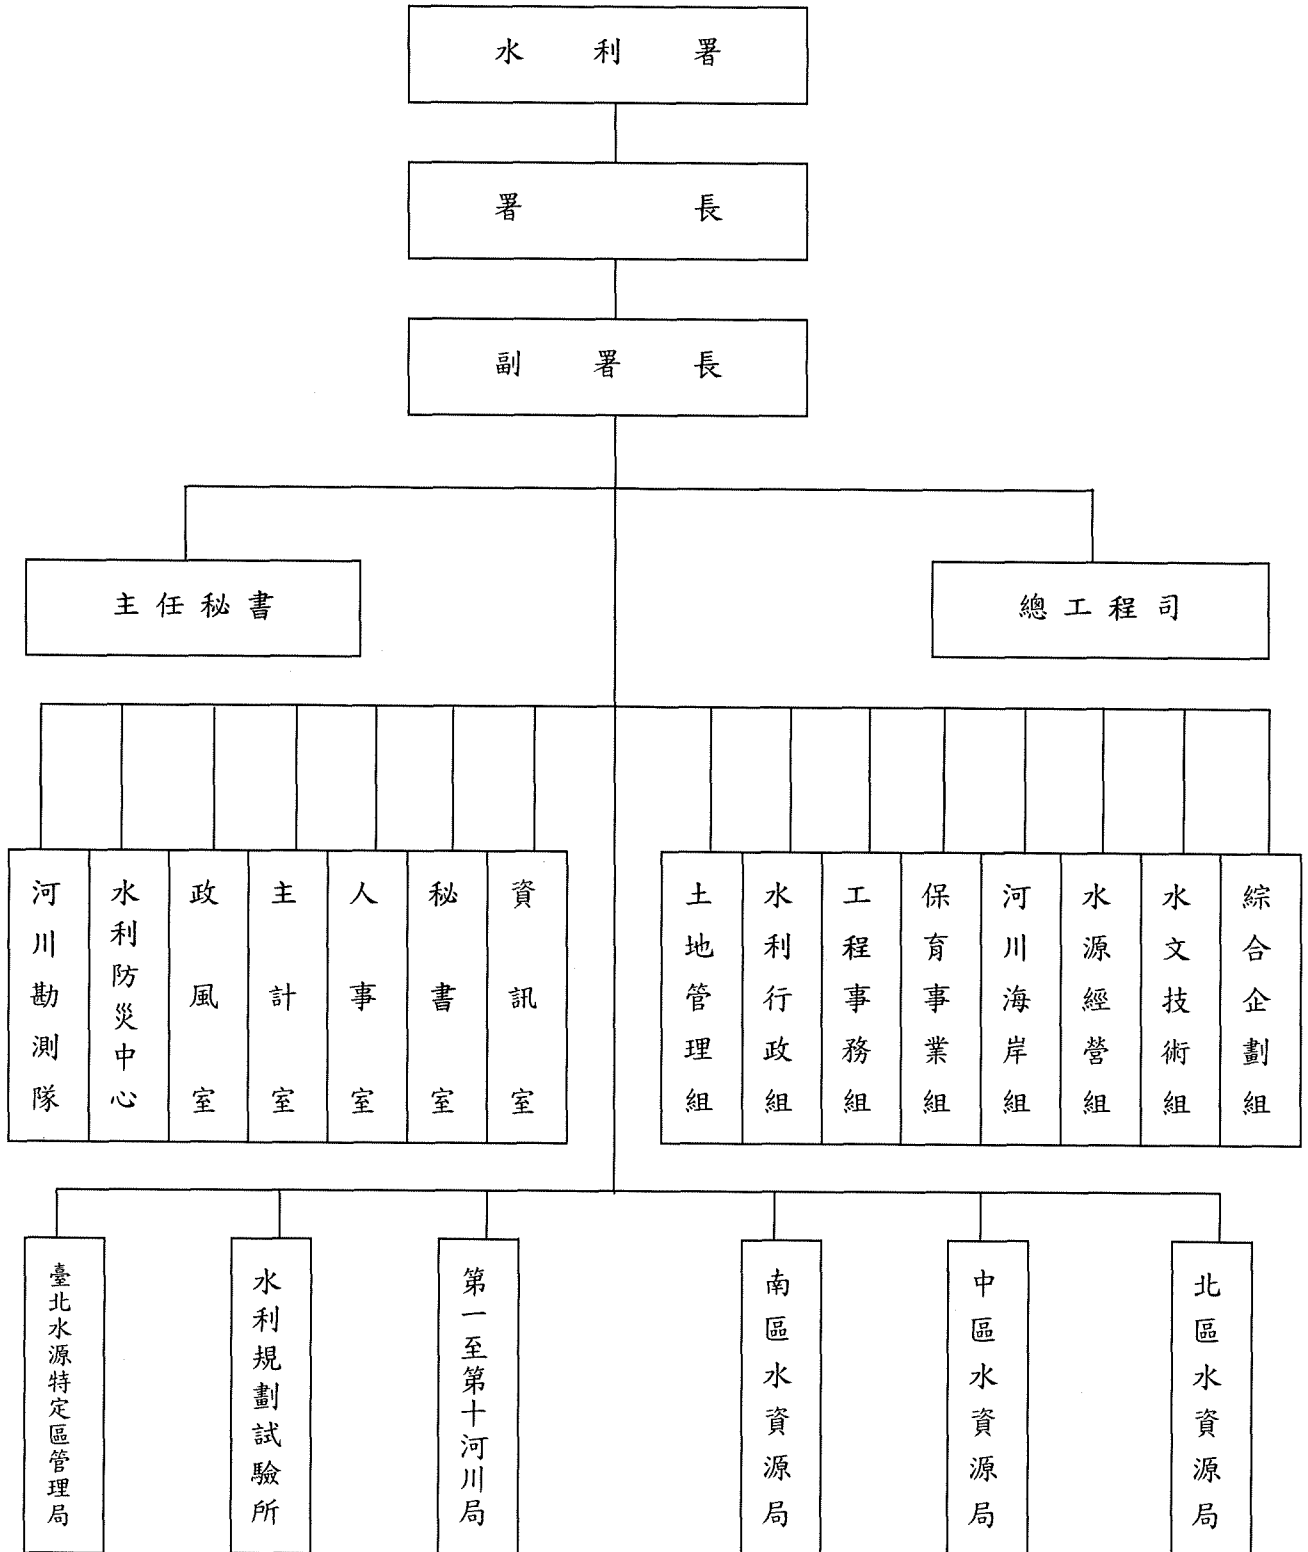 水利署
署長
副署長
主任秘書
總工程司
河川勘測隊
水利防災中心
政風室
主計室
人事室
秘書室
資訊室
土地管理組
水利行政組
工程事務組
保育事業組
河川海岸組
水源經營組
水文技術組
綜合企劃組
臺北水源特定區管理局
水利規劃試驗所
第一至第十河川局
南區水資源局
中區水資源局
北區水資源局